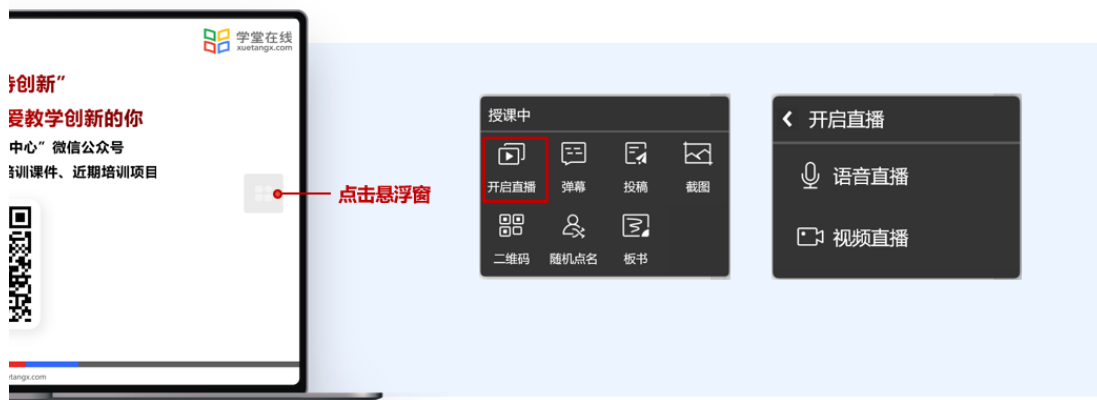 学堂在线
xuetangx.com
持创新”
爱教学创新的你
中心”微信公众号
培训课件、近期培训项目
点击悬浮窗
授课中
开启直播 弹幕 投稿 截图
二维码 随机点名 板书
开启直播
语音直播
视频直播
etangx.com